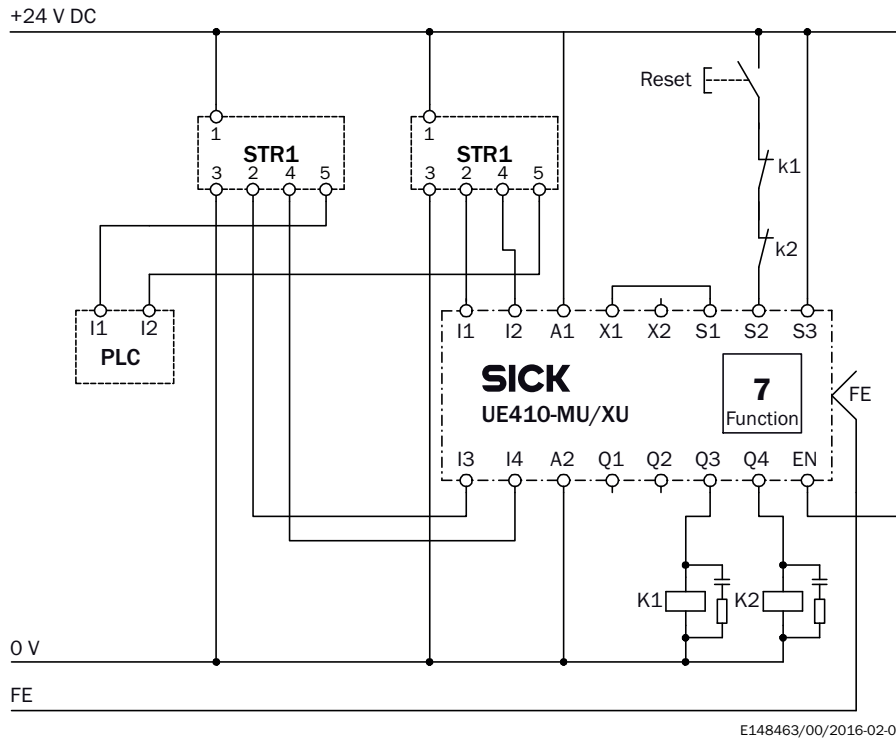 +24 V DC
Reset
1
1
STR1
STR1
3 2 4 5
3 2 4 5
k1
k2
I1 I2
PLC
I1 I2 A1 X1 X2 S1 S2 S3
SICK
UE410-MU/XU
7
Function
FE
I3 I4 A2 Q1 Q2 Q3 Q4 EN
K1
K2
0 V
FE
E148463/00/2016-02-0